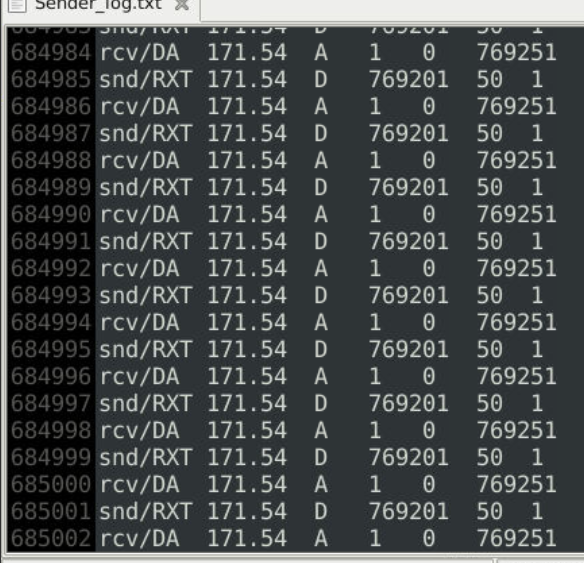 Sender_log.txt
684983 snd/RXT 171.54 D 769201 50 1
684984 rcv/DA 171.54 A 1 0 769251
684985 snd/RXT 171.54 D 769201 50 1
684986 rcv/DA 171.54 A 1 0 769251
684987 snd/RXT 171.54 D 769201 50 1
684988 rcv/DA 171.54 A 1 0 769251
684989 snd/RXT 171.54 D 769201 50 1
684990 rcv/DA 171.54 A 1 0 769251
684991 snd/RXT 171.54 D 769201 50 1
684992 rcv/DA 171.54 A 1 0 769251
684993 snd/RXT 171.54 D 769201 50 1
684994 rcv/DA 171.54 A 1 0 769251
684995 snd/RXT 171.54 D 769201 50 1
684996 rcv/DA 171.54 A 1 0 769251
684997 snd/RXT 171.54 D 769201 50 1
684998 rcv/DA 171.54 A 1 0 769251
684999 snd/RXT 171.54 D 769201 50 1
685000 rcv/DA 171.54 A 1 0 769251
685001 snd/RXT 171.54 D 769201 50 1
685002 rcv/DA 171.54 A 1 0 769251